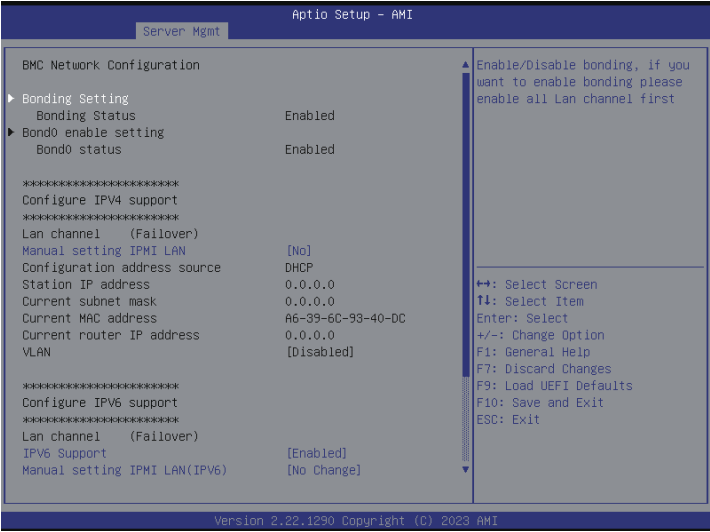 Aptio Setup - AMI
Server Mgmt
BMC Network Configuration
Bonding Setting
Bonding Status Enabled
Bond0 enable setting
Bond0 status Enabled
**********************
Configure IPV4 support
**********************
Lan channel (Failover)
Manual setting IPMI LAN [No]
Configuration address source DHCP
Station IP address 0.0.0.0
Current subnet mask 0.0.0.0
Current MAC address A6-39-6C-93-40-DC
Current router IP address 0.0.0.0
VLAN [Disabled]
**********************
Configure IPV6 support
**********************
Lan channel (Failover)
IPV6 Support [Enabled]
Manual setting IPMI LAN(IPV6) [No Change]
Enable/Disable bonding, if you
want to enable bonding please
enable all Lan channel first
↔: Select Screen
↑↓: Select Item
Enter: Select
+/-: Change Option
F1: General Help
F7: Discard Changes
F9: Load UEFI Defaults
F10: Save and Exit
ESC: Exit
Version 2.22.1290 Copyright (C) 2023 AMI